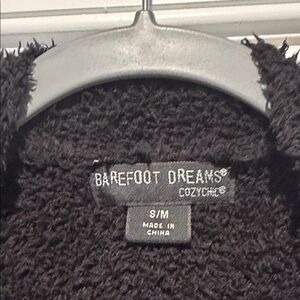 BAREFOOT DREAMS®
COZYCHIC®
S/M
MADE IN
CHINA